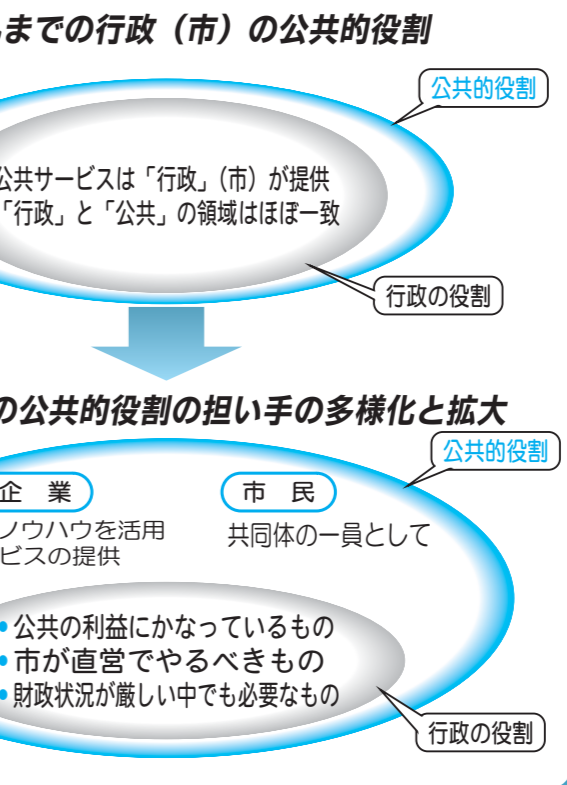 までの行政（市）の公共的役割
公共的役割
公共サービスは「行政」（市）が提供
「行政」と「公共」の領域はほぼ一致
行政の役割
の公共的役割の担い手の多様化と拡大
公共的役割
企 業
市 民
ノウハウを活用
共同体の一員として
ビスの提供
•公共の利益にかなっているもの
•市が直営でやるべきもの
•財政状況が厳しい中でも必要なもの
行政の役割